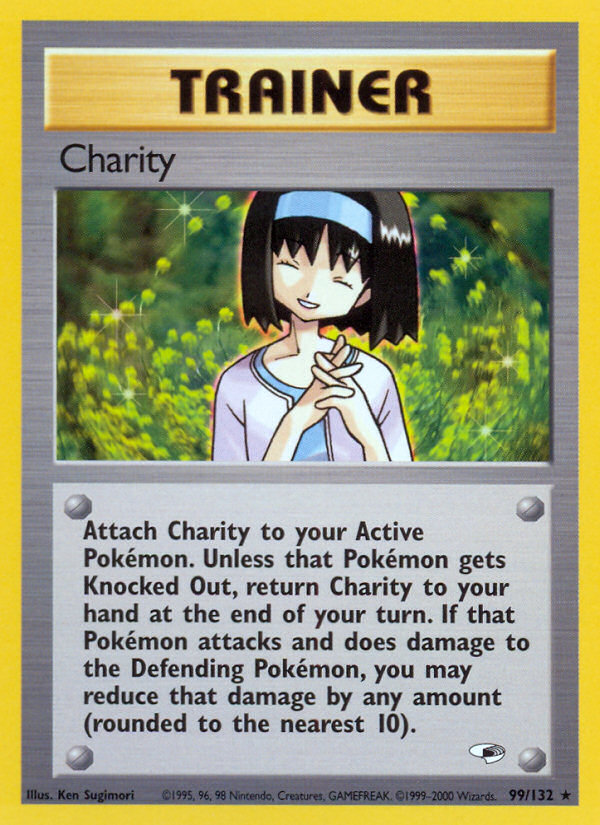 TRAINER
Charity
Attach Charity to your Active
Pokémon. Unless that Pokémon gets
Knocked Out, return Charity to your
hand at the end of your turn. If that
Pokémon attacks and does damage to
the Defending Pokémon, you may
reduce that damage by any amount
(rounded to the nearest 10).
Illus. Ken Sugimori ©1995, 96, 98 Nintendo, Creatures, GAMEFREAK. ©1999–2000 Wizards. 99/132 ★